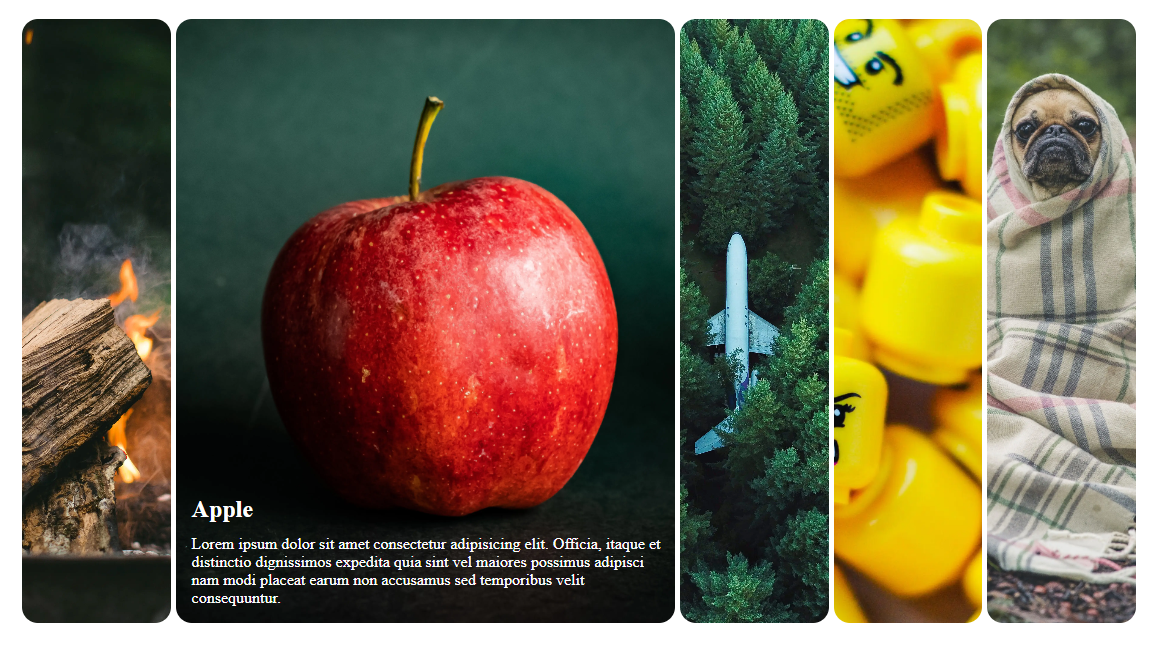 Apple
Lorem ipsum dolor sit amet consectetur adipisicing elit. Officia, itaque et
distinctio dignissimos expedita quia sint vel maiores possimus adipisci
nam modi placeat earum non accusamus sed temporibus velit
consequuntur.